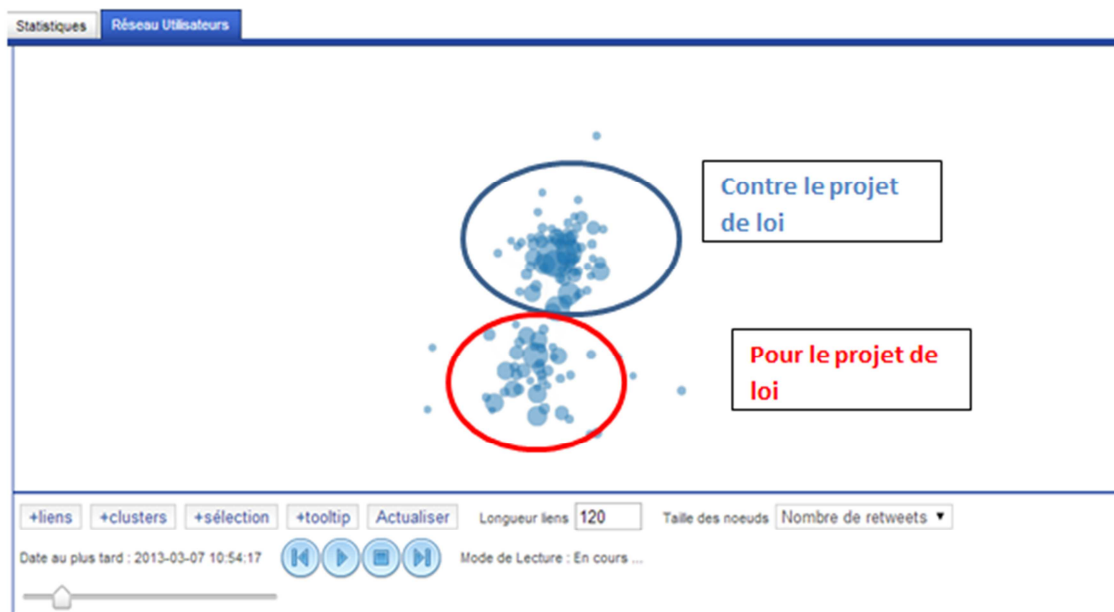 Statistiques Réseau Utilisateurs
Contre le projet
de loi
Pour le projet de
loi
+liens +clusters +sélection +tooltip Actualiser Longueur liens 120 Taille des noeuds Nombre de retweets
Date au plus tard : 2013-03-07 10:54:17 Mode de Lecture : En cours ...